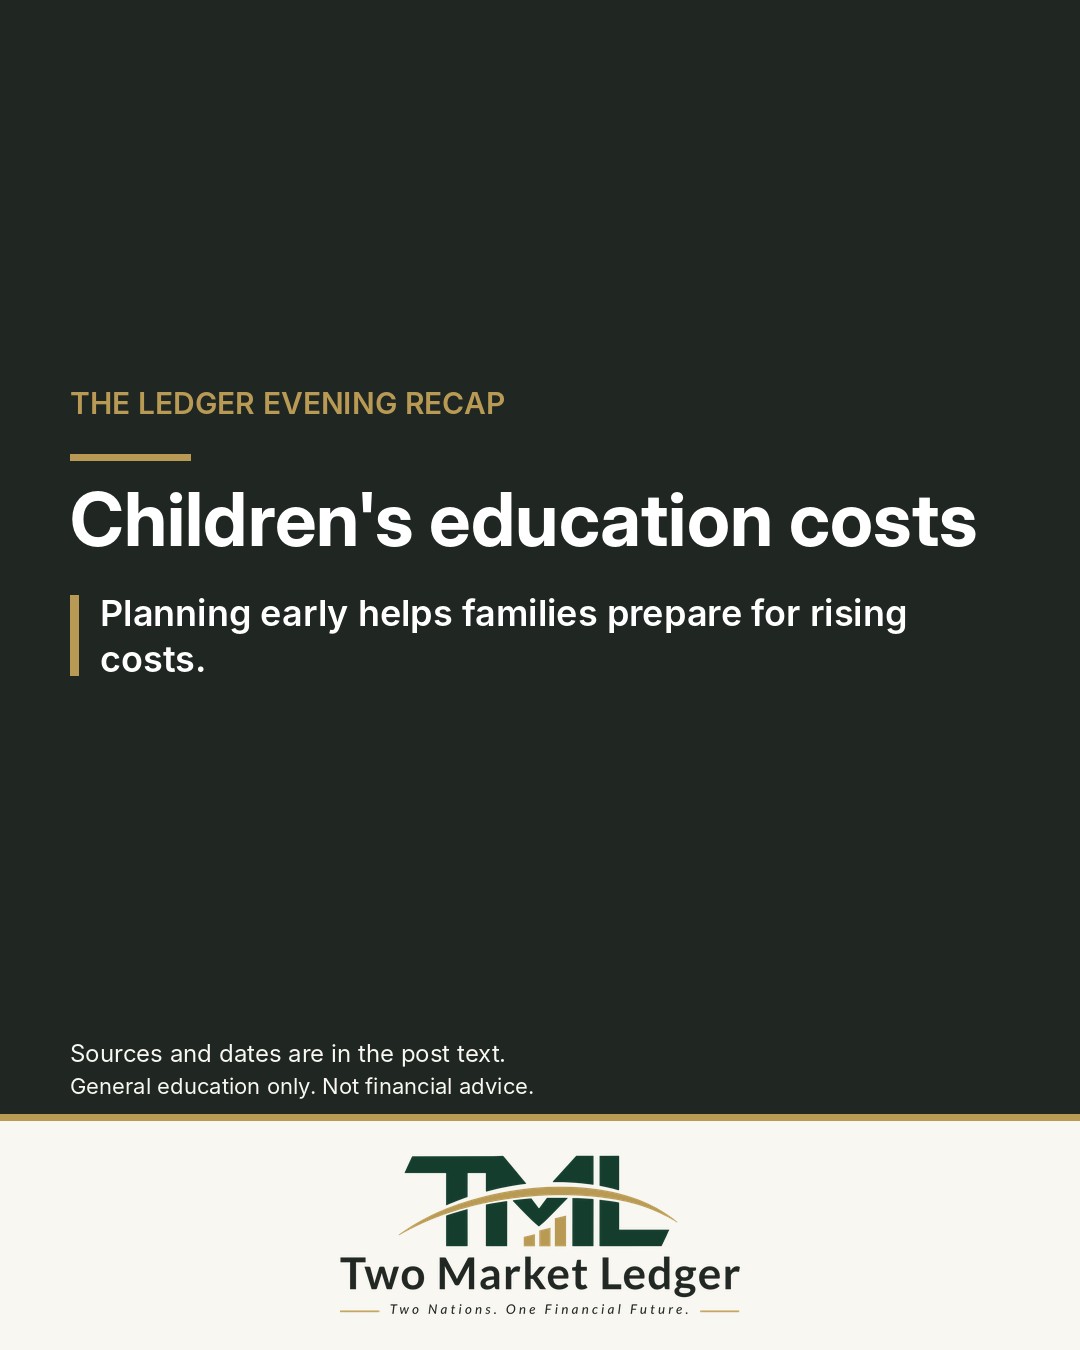 THE LEDGER EVENING RECAP
Children's education costs
Planning early helps families prepare for rising
costs.
Sources and dates are in the post text.
General education only. Not financial advice.
TML
Two Market Ledger
Two Nations. One Financial Future.